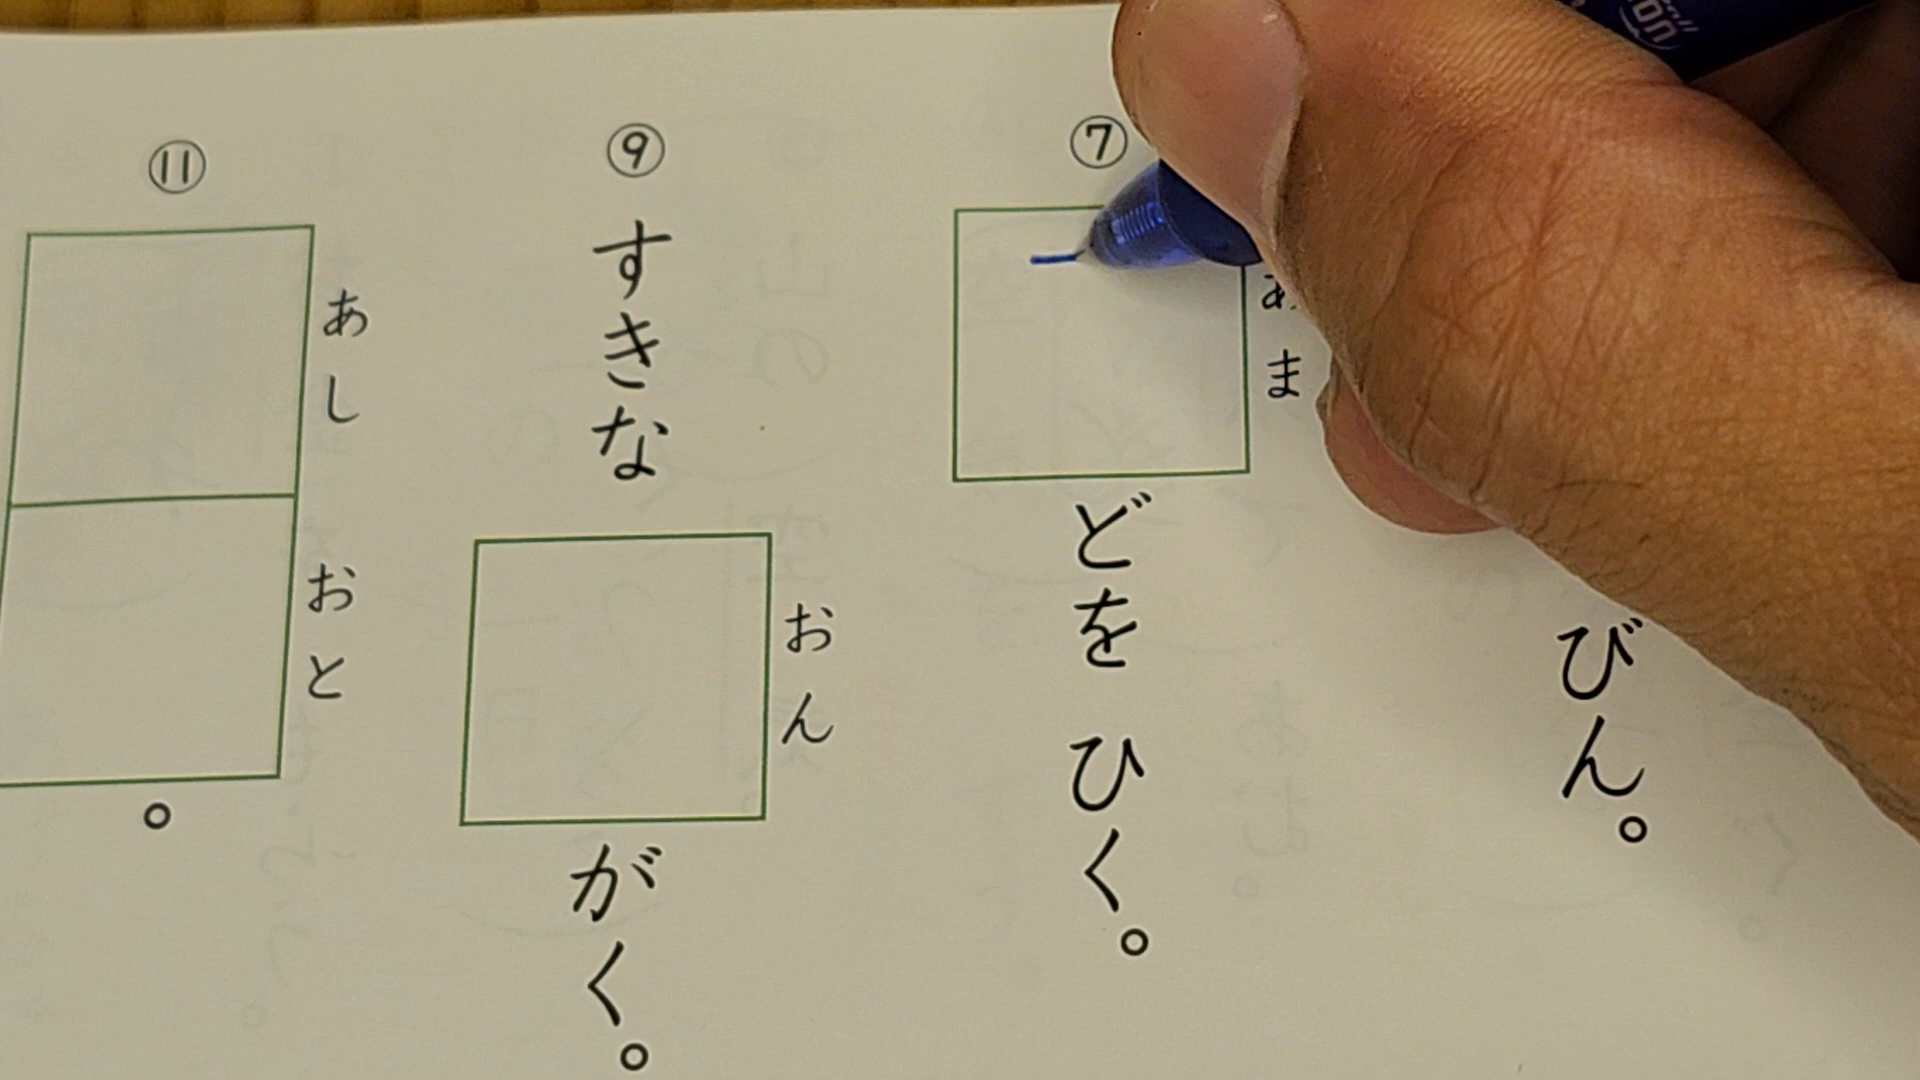 びん。
⑦
あま
どを ひく。
⑨
すきな
おん
がく。
⑪
あし
おと
。